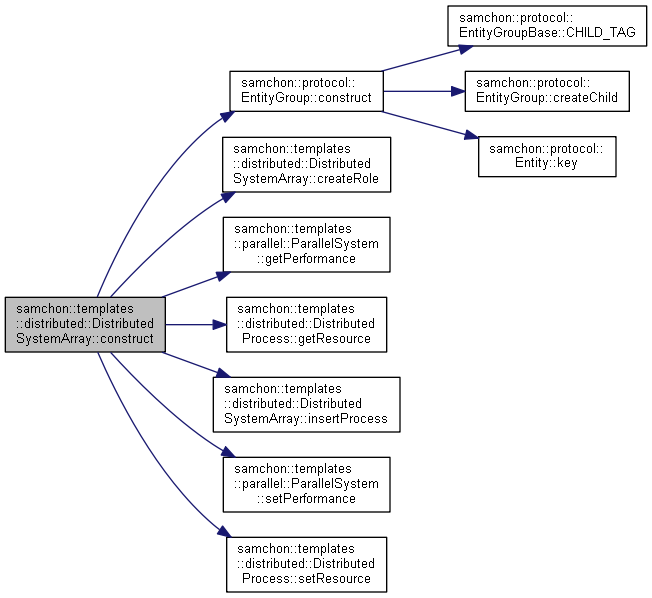 samchon::protocol::
EntityGroupBase::CHILD_TAG
samchon::protocol::
EntityGroup::construct
samchon::protocol::
EntityGroup::createChild
samchon::protocol::
Entity::key
samchon::templates
::distributed::Distributed
SystemArray::createRole
samchon::templates
::parallel::ParallelSystem
::getPerformance
samchon::templates
::distributed::Distributed
SystemArray::construct
samchon::templates
::distributed::Distributed
Process::getResource
samchon::templates
::distributed::Distributed
SystemArray::insertProcess
samchon::templates
::parallel::ParallelSystem
::setPerformance
samchon::templates
::distributed::Distributed
Process::setResource